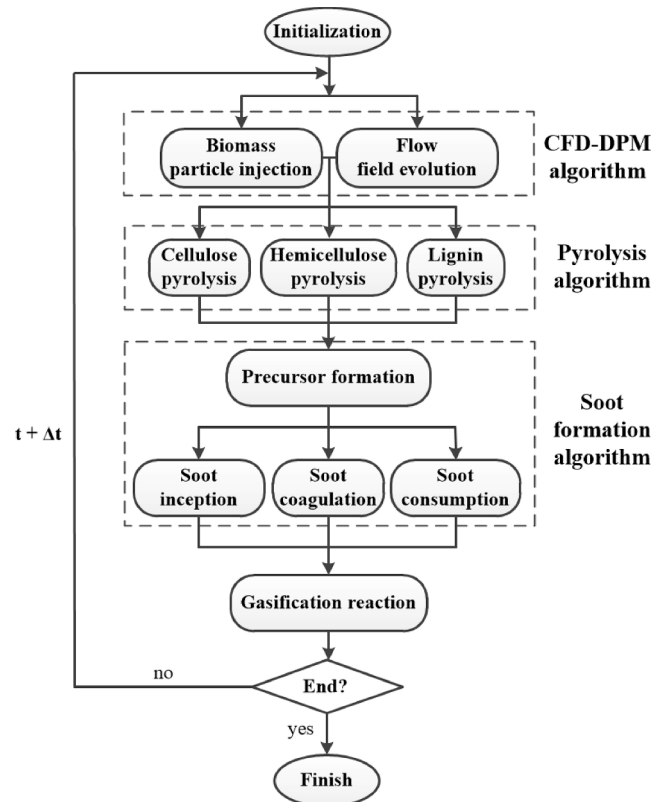 Initialization
Biomass
particle injection
Flow
field evolution
CFD-DPM
algorithm
Cellulose
pyrolysis
Hemicellulose
pyrolysis
Lignin
pyrolysis
Pyrolysis
algorithm
Precursor formation
t + Δt
Soot
inception
Soot
coagulation
Soot
consumption
Soot
formation
algorithm
Gasification reaction
no
End?
yes
Finish